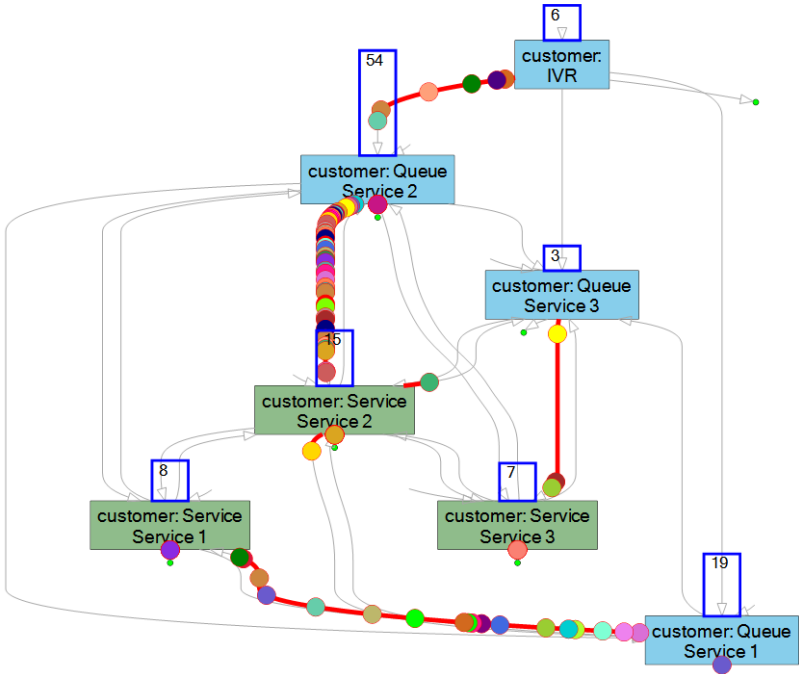 6
customer:
IVR
54
customer: Queue
Service 2
3
customer: Queue
Service 3
15
customer: Service
Service 2
8
customer: Service
Service 1
7
customer: Service
Service 3
19
customer: Queue
Service 1